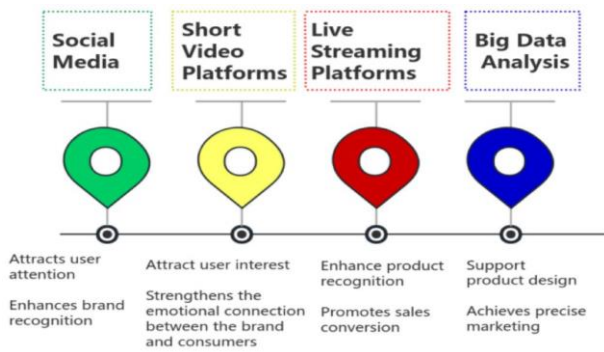 Social
Media
Short
Video
Platforms
Live
Streaming
Platforms
Big Data
Analysis
Attracts user
attention
Enhances brand
recognition
Attract user interest
Strengthens the
emotional connection
between the brand
and consumers
Enhance product
recognition
Promotes sales
conversion
Support
product design
Achieves precise
marketing